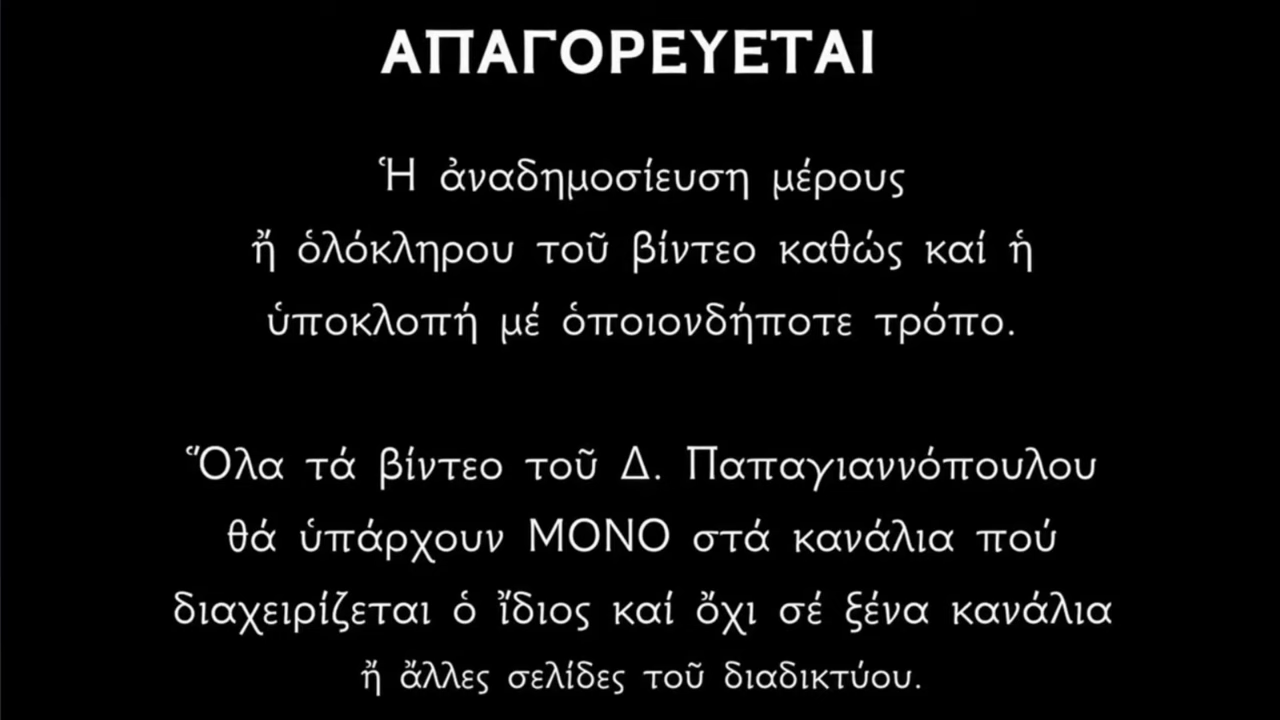 ΑΠΑΓΟΡΕΥΕΤΑΙ
Ἡ ἀναδημοσίευση μέρους
ἤ ὁλόκληρου τοῦ βίντεο καθώς καί ἡ
ὑποκλοπή μέ ὁποιονδήποτε τρόπο.
Ὅλα τά βίντεο τοῦ Δ. Παπαγιαννόπουλου
θά ὑπάρχουν ΜΟΝΟ στά κανάλια πού
διαχειρίζεται ὁ ἴδιος καί ὄχι σέ ξένα κανάλια
ἤ ἄλλες σελίδες τοῦ διαδικτύου.